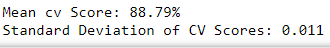 Mean cv Score: 88.79%
Standard Deviation of CV Scores: 0.011